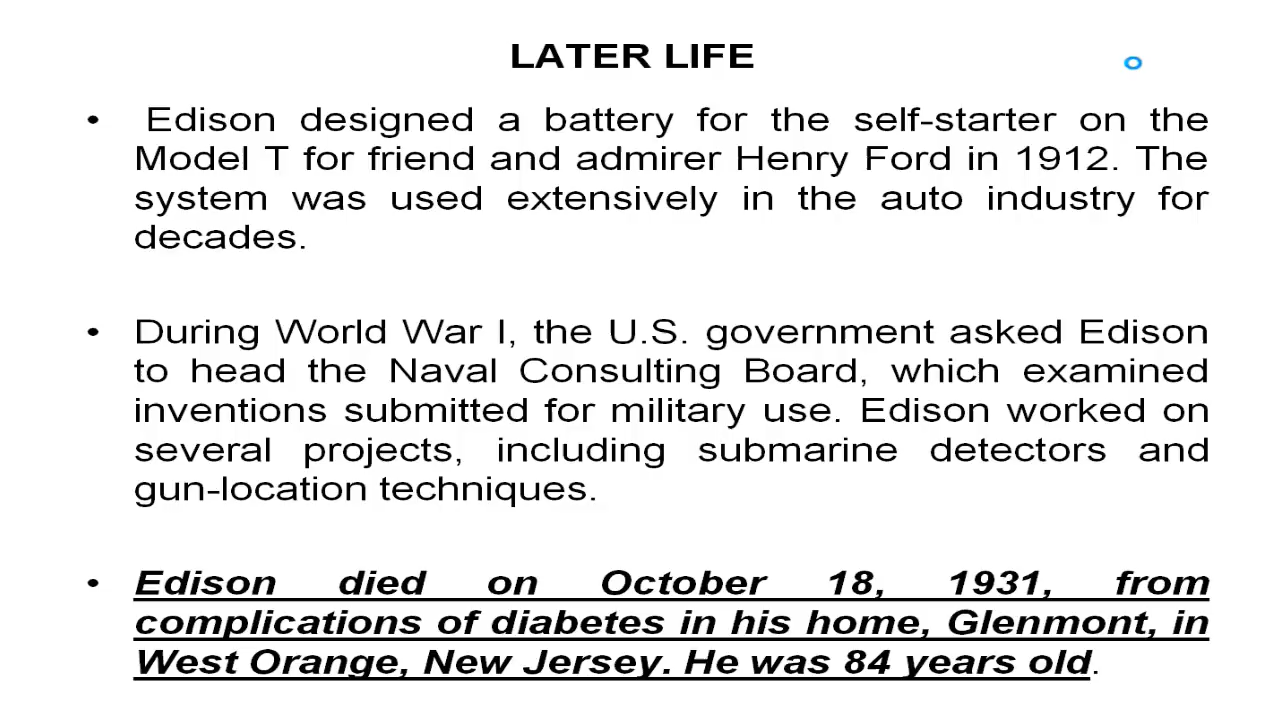 LATER LIFE
• Edison designed a battery for the self-starter on the
Model T for friend and admirer Henry Ford in 1912. The
system was used extensively in the auto industry for
decades.
• During World War I, the U.S. government asked Edison
to head the Naval Consulting Board, which examined
inventions submitted for military use. Edison worked on
several projects, including submarine detectors and
gun-location techniques.
• Edison died on October 18, 1931, from
complications of diabetes in his home, Glenmont, in
West Orange, New Jersey. He was 84 years old.